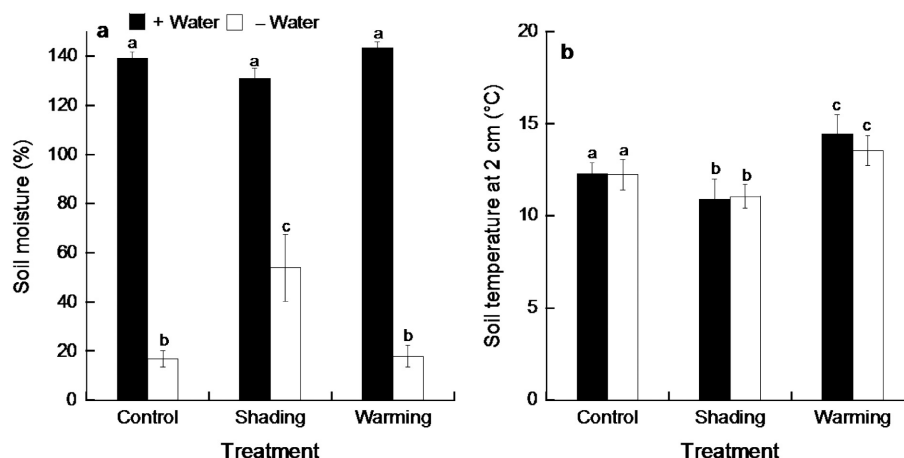 a + Water – Water
Soil moisture (%)
140
120
100
80
60
40
20
0
a
b
a
c
a
b
Control Shading Warming
Treatment
b
Soil temperature at 2 cm (°C)
20
15
10
5
0
a a
b b
c c
Control Shading Warming
Treatment